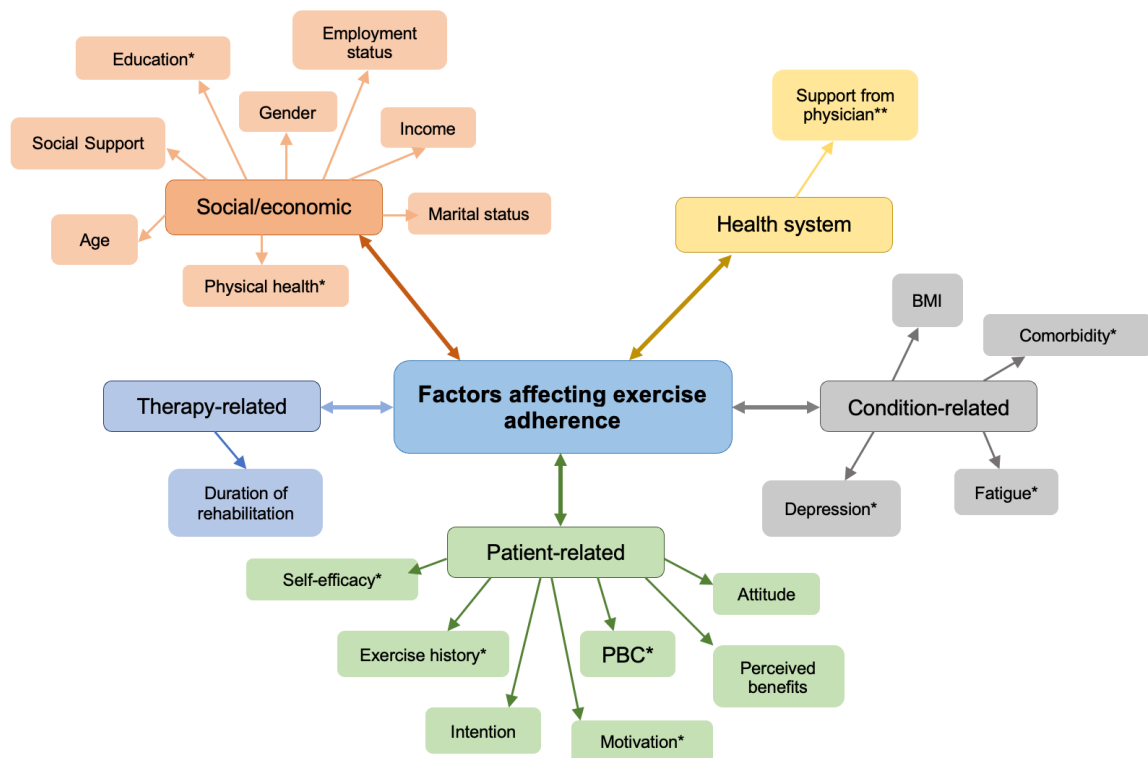 Employment
status
Education*
Gender
Income
Social Support
Social/economic
Marital status
Age
Physical health*
Support from
physician**
Health system
BMI
Comorbidity*
Condition-related
Depression*
Fatigue*
Factors affecting exercise
adherence
Therapy-related
Duration of
rehabilitation
Patient-related
Self-efficacy*
Attitude
Exercise history*
PBC*
Perceived
benefits
Intention
Motivation*